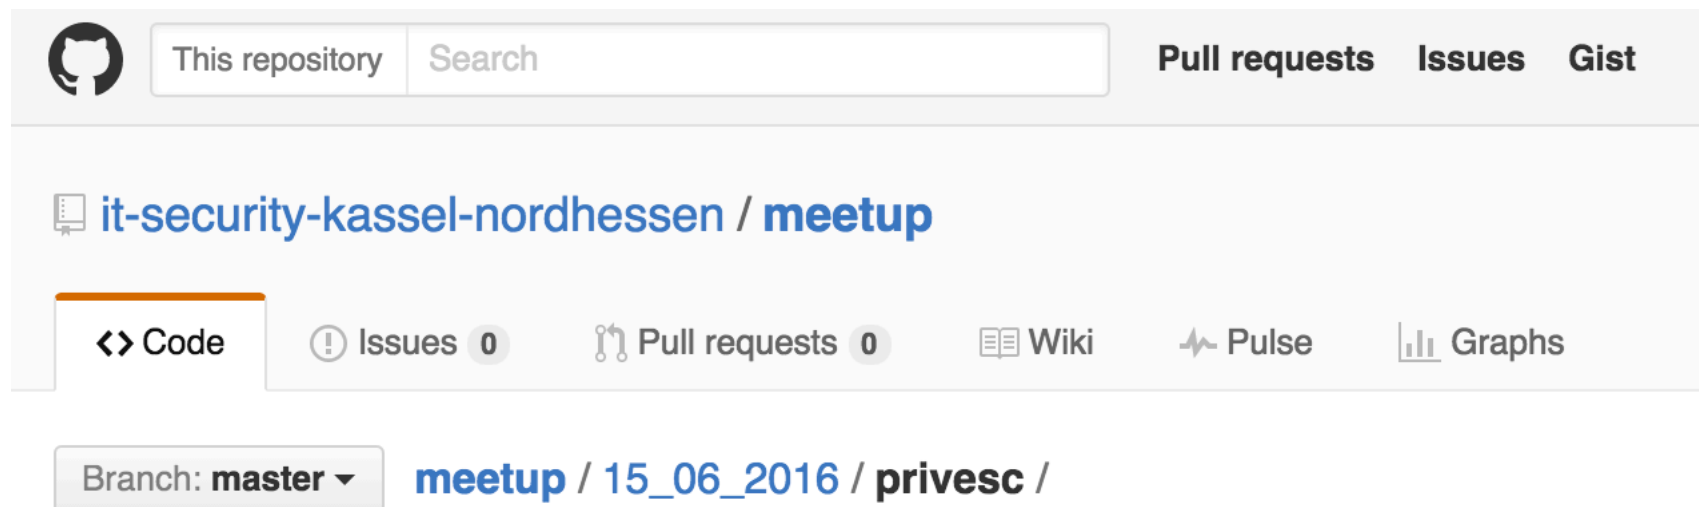 This repository Search Pull requests Issues Gist
it-security-kassel-nordhessen / meetup
Code Issues 0 Pull requests 0 Wiki Pulse Graphs
Branch: master meetup / 15_06_2016 / privesc /